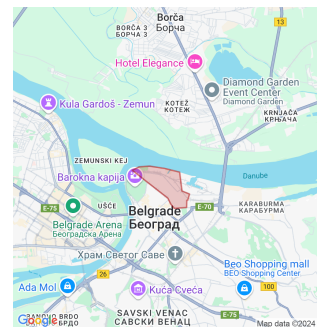 Borča
Борча
BORČA 3
БОРЧА 3
Hotel Elegance
13
Diamond Garden
Event Center
Diamond Garden
KOTEŽ
КОТЕЖ
Kula Gardoš - Zemun
KRNJAČA
КРЊАЧА
ZEMUNSKI KEJ
Barokna kapija
Danube
UŠĆE
E-75
E-70
KARABURMA
КАРАБУРМА
Belgrade
Београд
Belgrade Arena
Београдска Арена
Храм Светог Саве
Beo Shopping mall
BEO Shopping Center
Ada Mol
E-75
Kuća Cveća
100
BRDO
БРДО
SAVSKI VENAC
САВСКИ ВЕНАЦ
Google
Map data ©2024